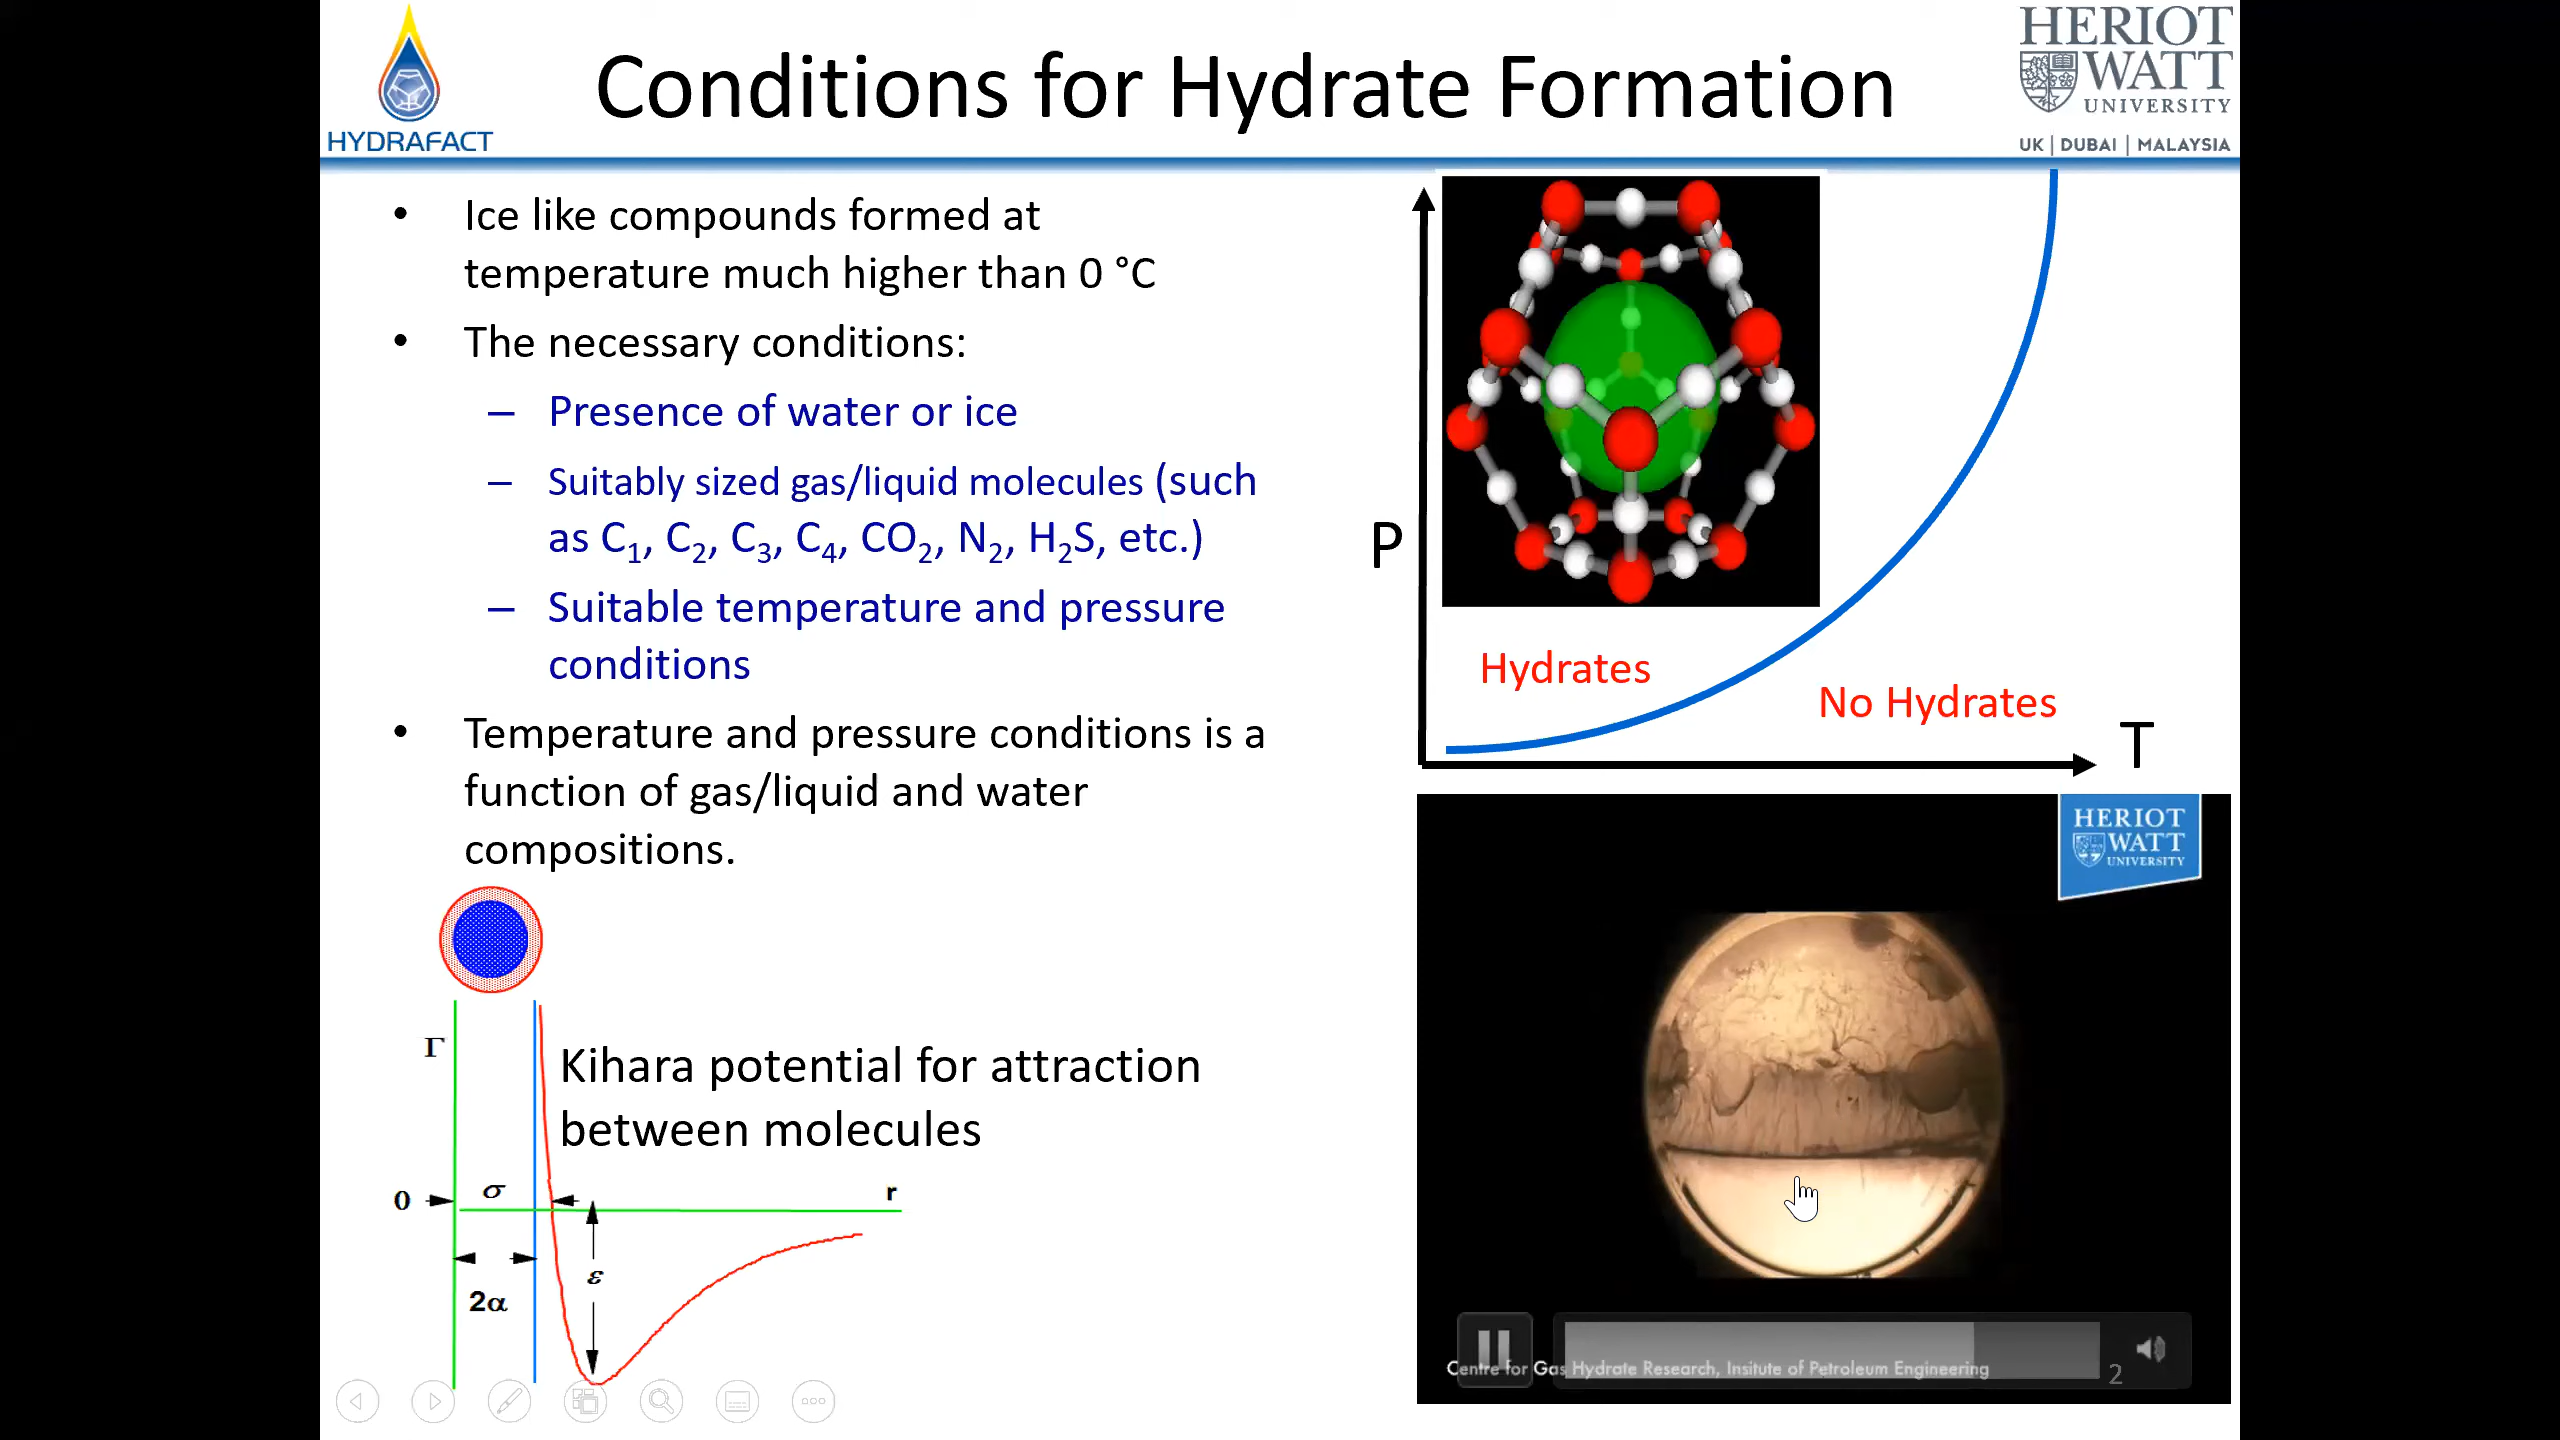 HYDRAFACT
Conditions for Hydrate Formation
HERIOT
WATT
UNIVERSITY
UK | DUBAI | MALAYSIA
• Ice like compounds formed at
temperature much higher than 0 °C
• The necessary conditions:
– Presence of water or ice
– Suitably sized gas/liquid molecules (such
as C₁, C₂, C₃, C₄, CO₂, N₂, H₂S, etc.)
– Suitable temperature and pressure
conditions
• Temperature and pressure conditions is a
function of gas/liquid and water
compositions.
P
Hydrates
No Hydrates
T
Γ
Kihara potential for attraction
between molecules
0
σ
r
ε
2α
HERIOT
WATT
UNIVERSITY
Centre for Gas Hydrate Research, Insitute of Petroleum Engineering
2